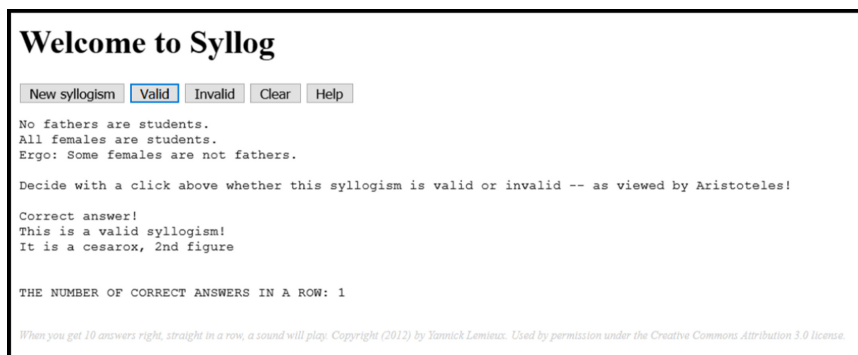 Welcome to Syllog
New syllogism Valid Invalid Clear Help
No fathers are students.
All females are students.
Ergo: Some females are not fathers.
Decide with a click above whether this syllogism is valid or invalid -- as viewed by Aristoteles!
Correct answer!
This is a valid syllogism!
It is a cesarox, 2nd figure
THE NUMBER OF CORRECT ANSWERS IN A ROW: 1
When you get 10 answers right, straight in a row, a sound will play. Copyright (2012) by Yannick Lemieux. Used by permission under the Creative Commons Attribution 3.0 license.